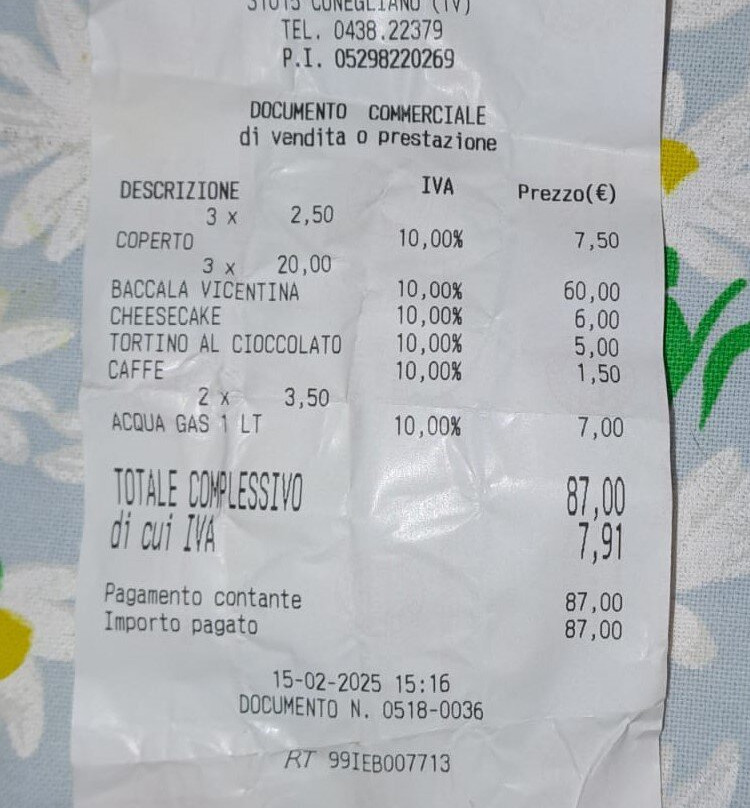 31015 CONEGLIANO (TV)
TEL. 0438.22379
P.I. 05298220269
DOCUMENTO COMMERCIALE
di vendita o prestazione
DESCRIZIONE IVA Prezzo(€)
3 x 2,50
COPERTO 10,00% 7,50
3 x 20,00
BACCALA VICENTINA 10,00% 60,00
CHEESECAKE 10,00% 6,00
TORTINO AL CIOCCOLATO 10,00% 5,00
CAFFE 10,00% 1,50
2 x 3,50
ACQUA GAS 1 LT 10,00% 7,00
TOTALE COMPLESSIVO 87,00
di cui IVA 7,91
Pagamento contante 87,00
Importo pagato 87,00
15-02-2025 15:16
DOCUMENTO N. 0518-0036
RT 99IEB007713